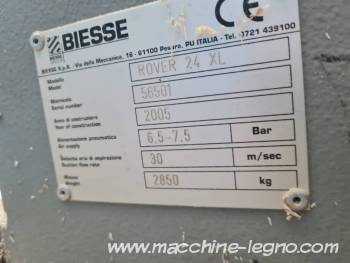 BIESSE
CE
BIESSE S.p.A. - Via della Meccanica, 16 - 61100 Pesaro, PU ITALIA - Tel. 0721 439100
Modello
Model
ROVER 24 XL
Matricola
Serial number
56501
Anno di costruzione
Year of construction
2005
Alimentazione pneumatica
Air supply
6,5-7,5 Bar
Velocità aria di aspirazione
Suction flow rate
30 m/sec
Massa
Weight
2850 kg
www.macchine-legno.com